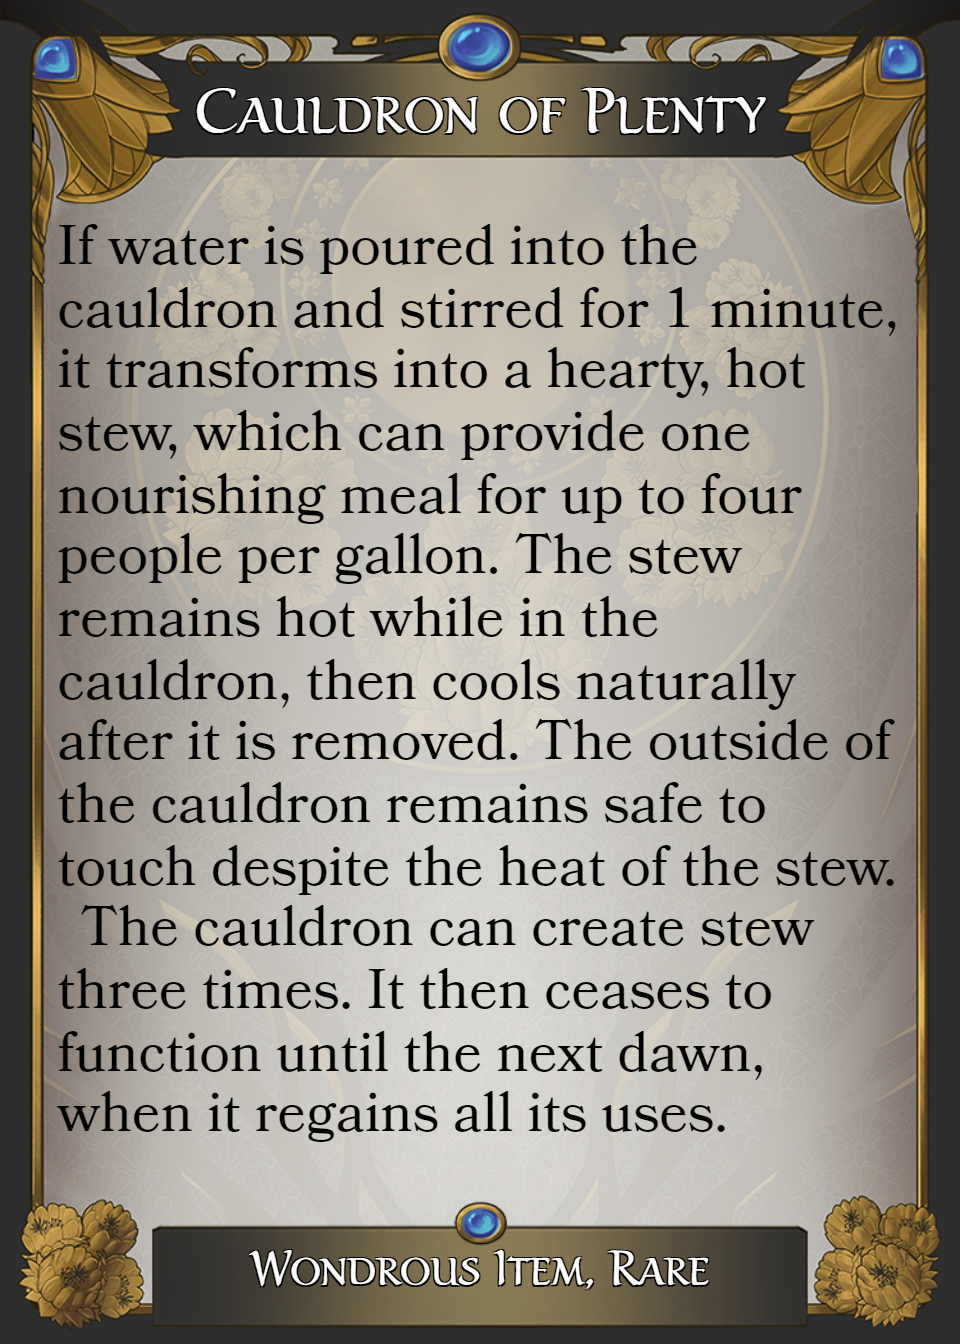 Cauldron of Plenty
If water is poured into the
cauldron and stirred for 1 minute,
it transforms into a hearty, hot
stew, which can provide one
nourishing meal for up to four
people per gallon. The stew
remains hot while in the
cauldron, then cools naturally
after it is removed. The outside of
the cauldron remains safe to
touch despite the heat of the stew.
The cauldron can create stew
three times. It then ceases to
function until the next dawn,
when it regains all its uses.
Wondrous Item, Rare